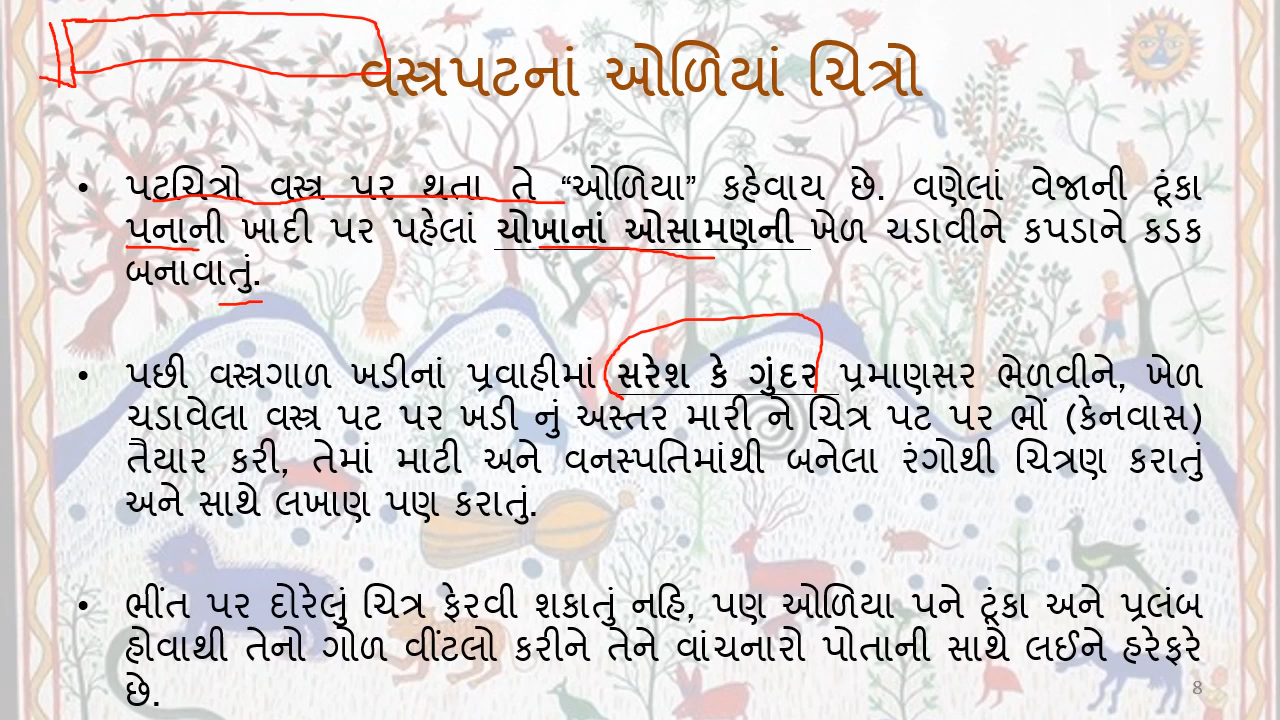 વસ્ત્રપટનાં ઓળિયાં ચિત્રો
• પટચિત્રો વસ્ત્ર પર થતા તે “ઓળિયા” કહેવાય છે. વણેલાં વેજાની ટૂંકા
પનાની ખાદી પર પહેલાં ચોખાનાં ઓસામણની ખેળ ચડાવીને કપડાને કડક
બનાવાતું.
• પછી વસ્ત્રગાળ ખડીનાં પ્રવાહીમાં સરેશ કે ગુંદર પ્રમાણસર ભેળવીને, ખેળ
ચડાવેલા વસ્ત્ર પટ પર ખડી નું અસ્તર મારી ને ચિત્ર પટ પર ભોં (કેનવાસ)
તૈયાર કરી, તેમાં માટી અને વનસ્પતિમાંથી બનેલા રંગોથી ચિત્રણ કરાતું
અને સાથે લખાણ પણ કરાતું.
• ભીંત પર દોરેલું ચિત્ર ફેરવી શકાતું નહિ, પણ ઓળિયા પને ટૂંકા અને પ્રલંબ
હોવાથી તેનો ગોળ વીંટલો કરીને તેને વાંચનારો પોતાની સાથે લઈને હરેફરે
છે.
8